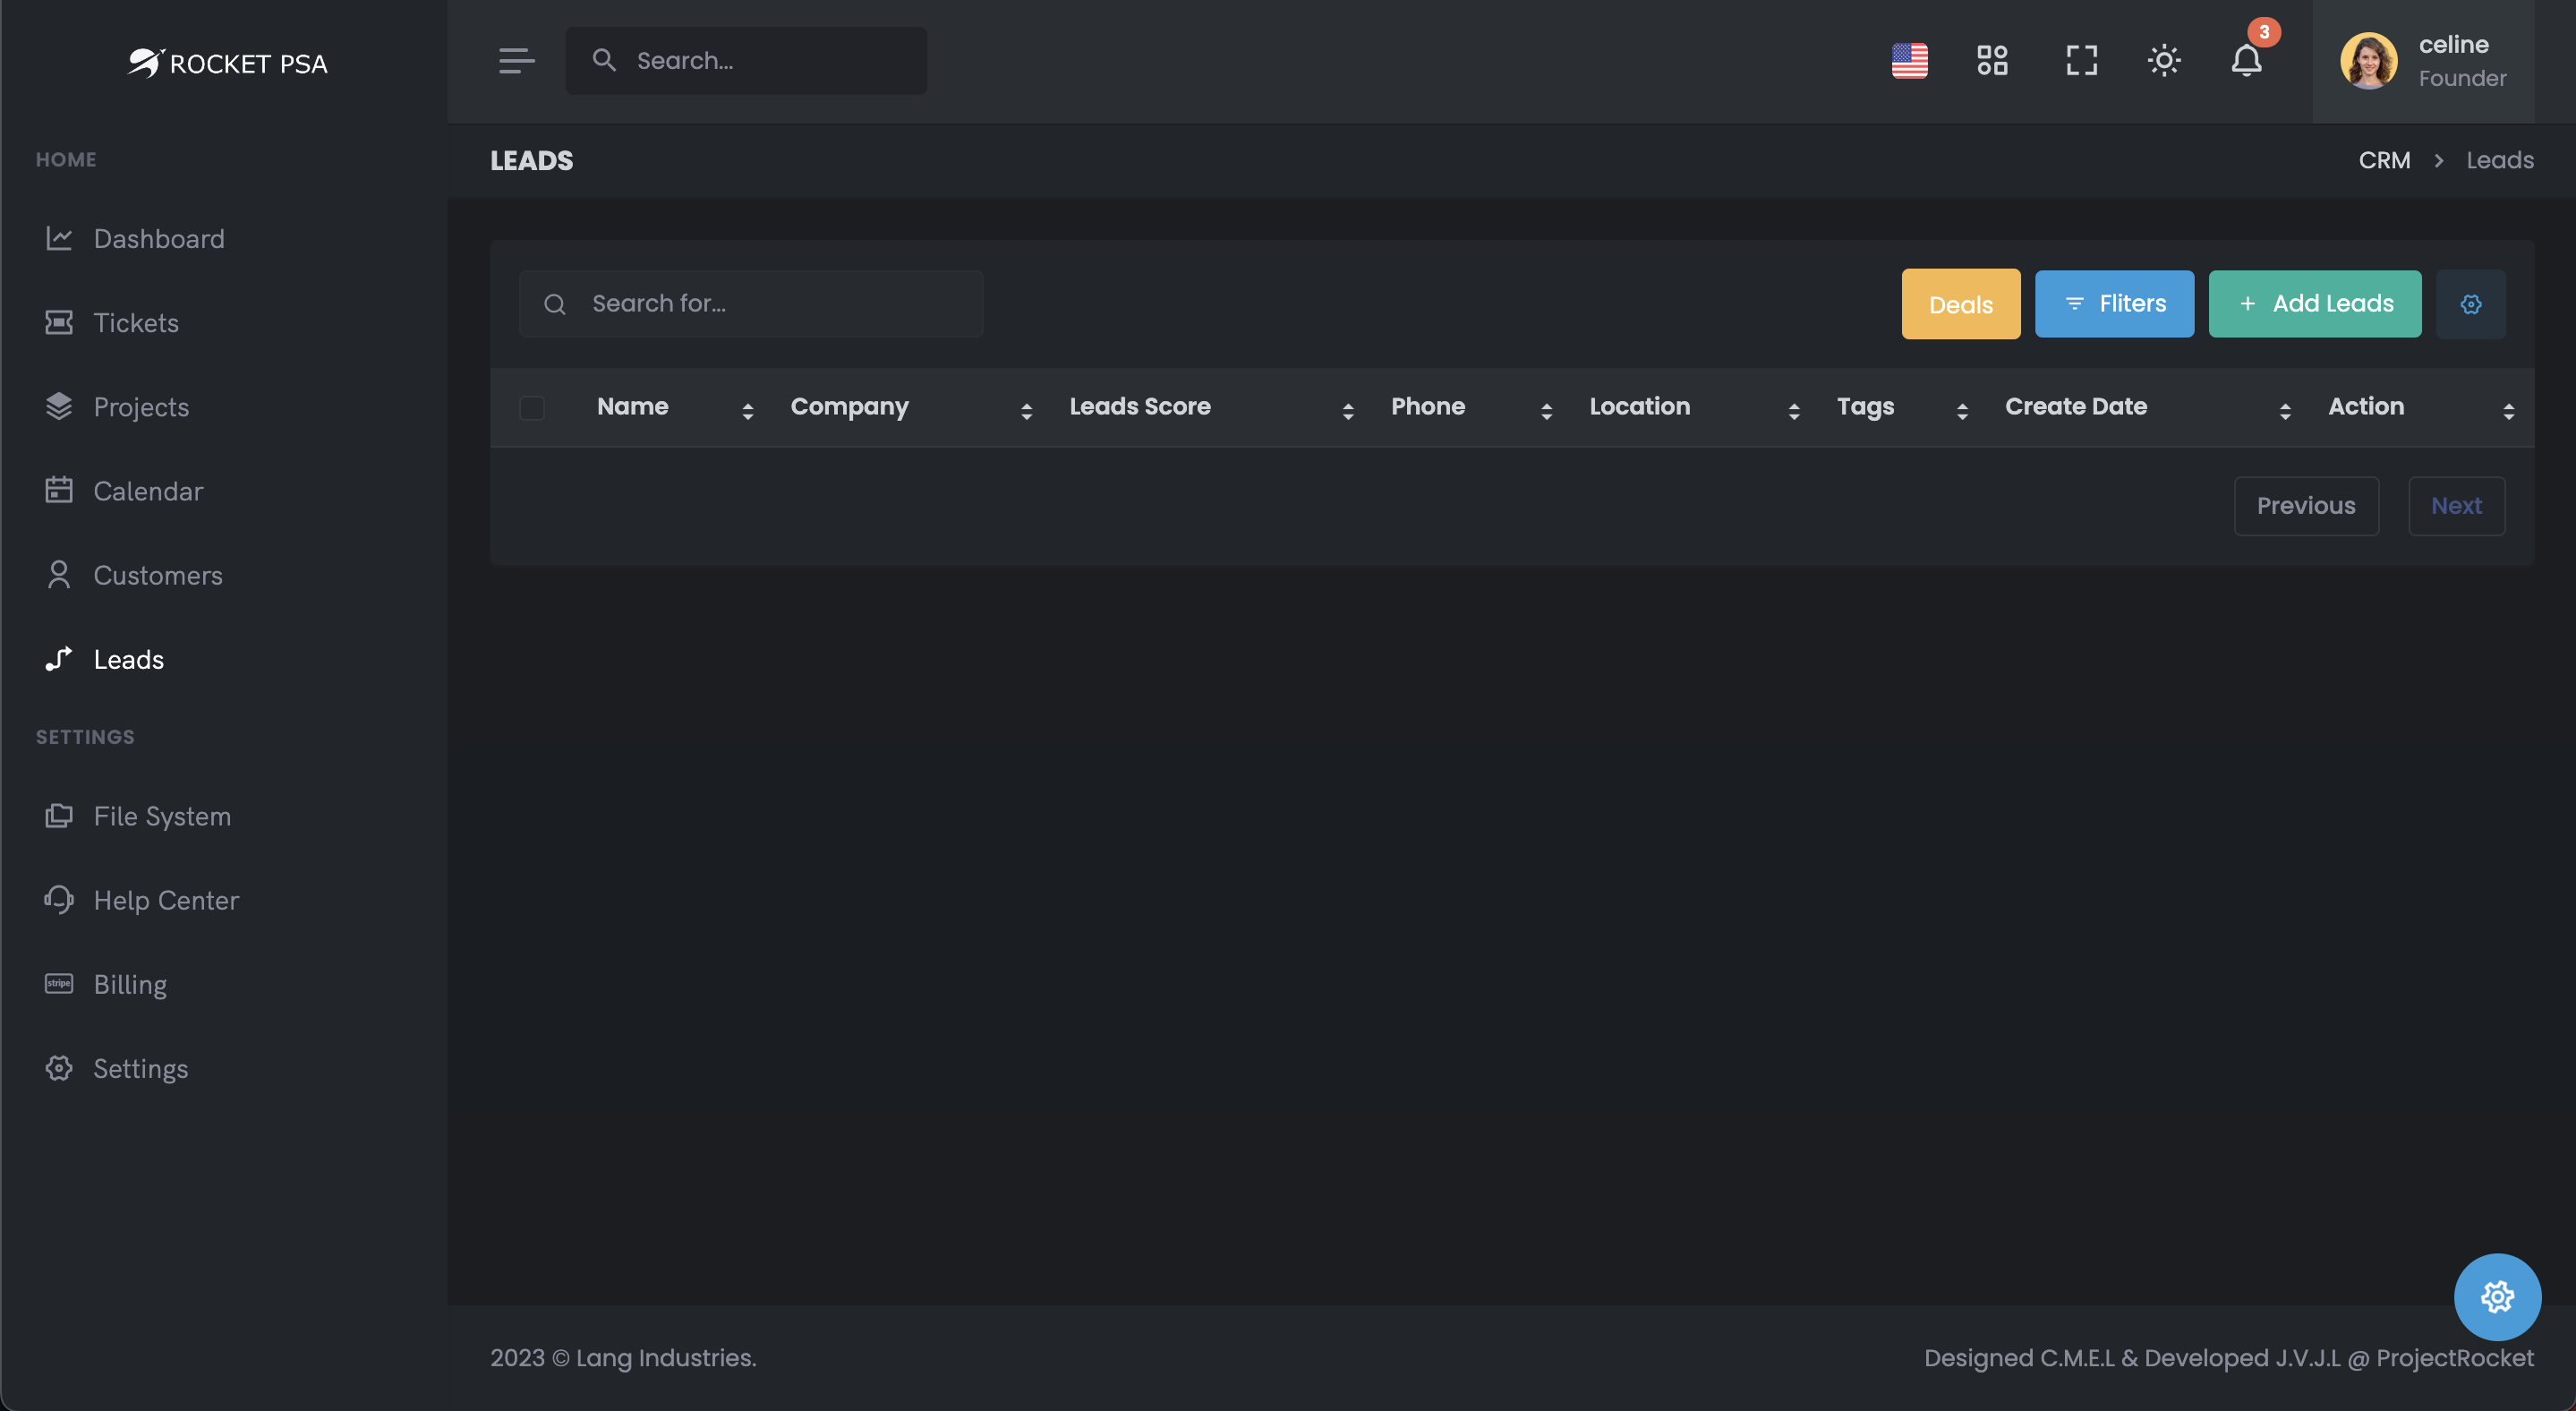 ROCKET PSA
Search...
3
celine
Founder
HOME
Dashboard
Tickets
Projects
Calendar
Customers
Leads
SETTINGS
File System
Help Center
stripe
Billing
Settings
LEADS
CRM > Leads
Search for...
Deals
Fliters
+ Add Leads
Name Company Leads Score Phone Location Tags Create Date Action
Previous Next
2023 © Lang Industries.
Designed C.M.E.L & Developed J.V.J.L @ ProjectRocket